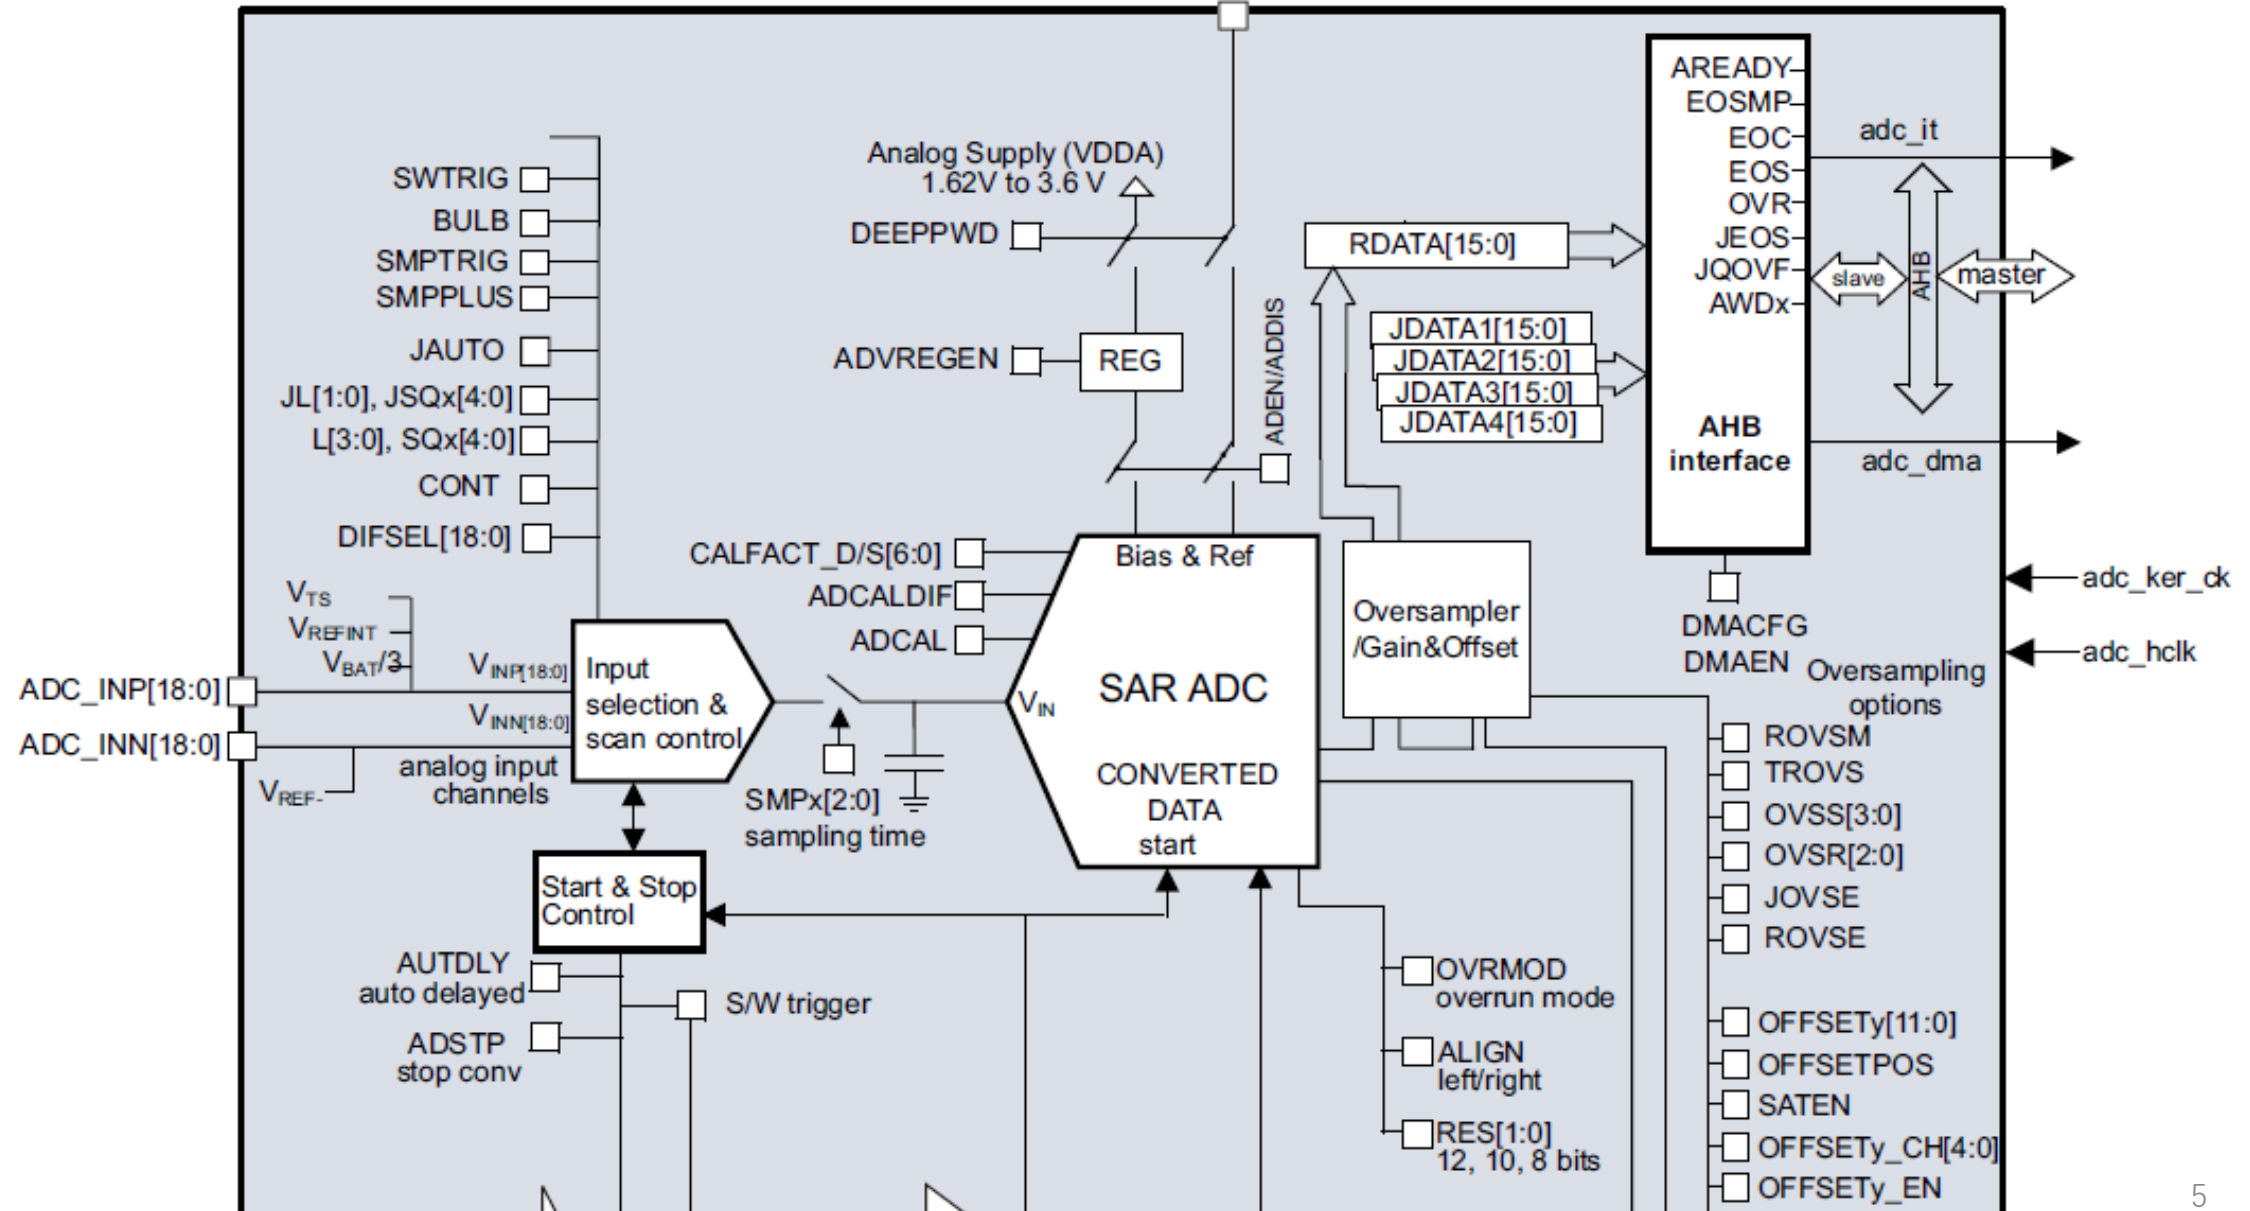 SWTRIG
BULB
SMPTRIG
SMPPLUS
JAUTO
JL[1:0], JSQx[4:0]
L[3:0], SQx[4:0]
CONT
DIFSEL[18:0]
VTS
VREFINT
VBAT/3
ADC_INP[18:0]
ADC_INN[18:0]
VREF-
VINP[18:0]
VINN[18:0]
analog input
channels
Input
selection &
scan control
Start & Stop
Control
AUTDLY
auto delayed
ADSTP
stop conv
S/W trigger
SMPx[2:0]
sampling time
Analog Supply (VDDA)
1.62V to 3.6 V
DEEPPWD
ADVREGEN
REG
ADEN/ADDIS
CALFACT_D/S[6:0]
ADCALDIF
ADCAL
Bias & Ref
VIN
SAR ADC
CONVERTED
DATA
start
RDATA[15:0]
JDATA1[15:0]
JDATA2[15:0]
JDATA3[15:0]
JDATA4[15:0]
Oversampler
/Gain&Offset
OVRMOD
overrun mode
ALIGN
left/right
RES[1:0]
12, 10, 8 bits
AREADY
EOSMP
EOC
EOS
OVR
JEOS
JQOVF
AWDx
AHB
interface
adc_it
slave
AHB
master
adc_dma
DMACFG
DMAEN
adc_ker_ck
adc_hclk
Oversampling
options
ROVSM
TROVS
OVSS[3:0]
OVSR[2:0]
JOVSE
ROVSE
OFFSETy[11:0]
OFFSETPOS
SATEN
OFFSETy_CH[4:0]
OFFSETy_EN
5